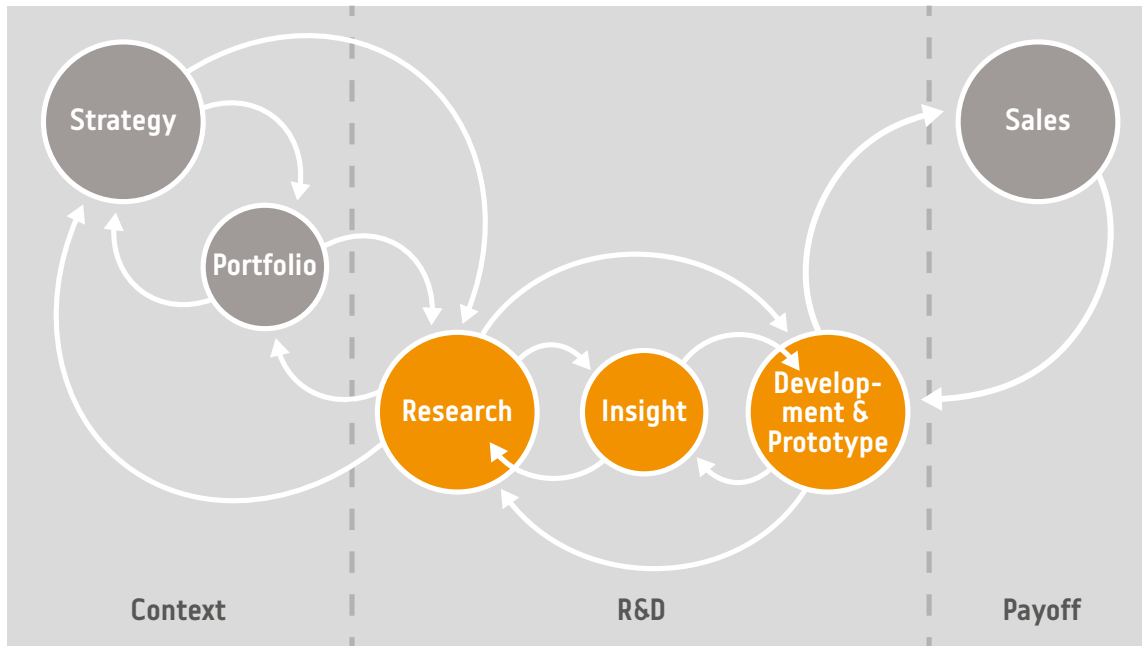 Strategy
Sales
Portfolio
Research
Insight
Develop-
ment &
Prototype
Context
R&D
Payoff